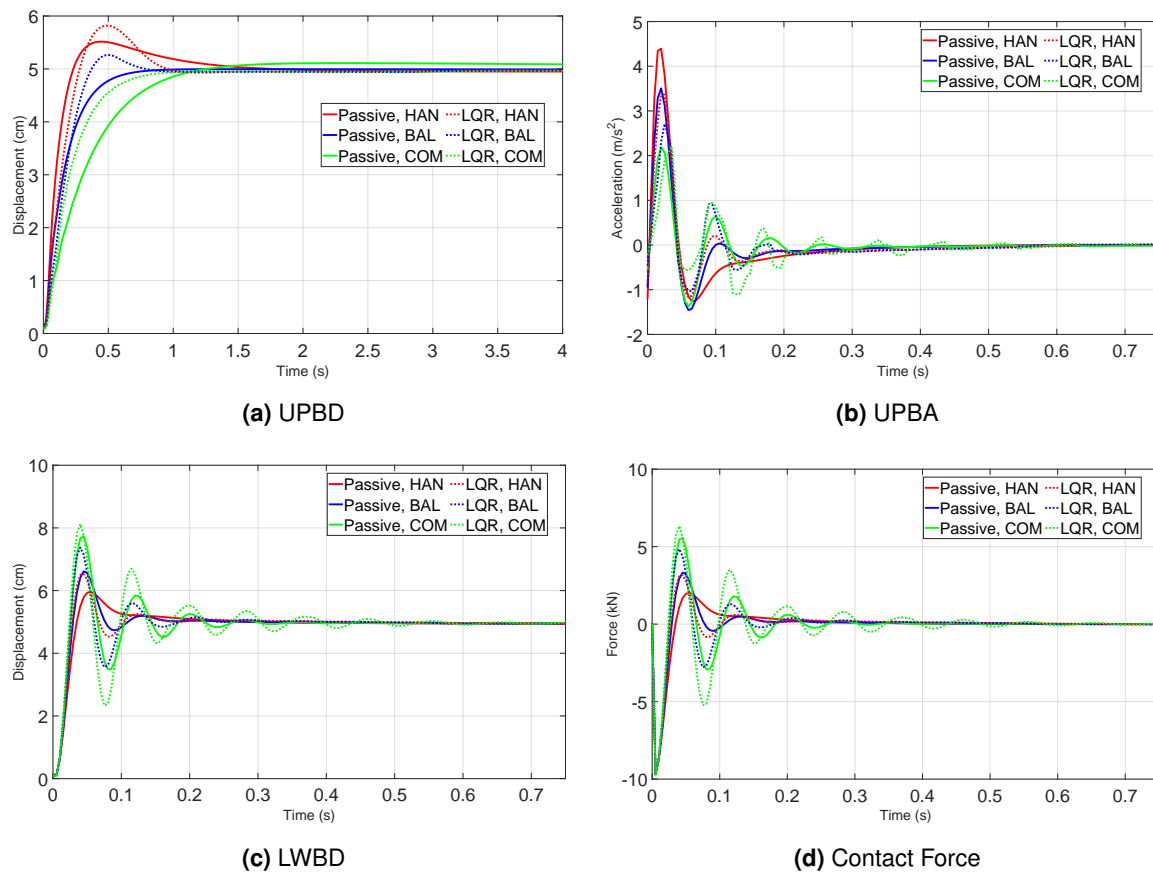 6
5
4
3
2
1
0
Displacement (cm)
Passive, HAN LQR, HAN
Passive, BAL LQR, BAL
Passive, COM LQR, COM
0 0.5 1 1.5 2 2.5 3 3.5 4
Time (s)
(a) UPBD
5
4
3
2
1
0
-1
-2
Acceleration (m/s²)
Passive, HAN LQR, HAN
Passive, BAL LQR, BAL
Passive, COM LQR, COM
0 0.1 0.2 0.3 0.4 0.5 0.6 0.7
Time (s)
(b) UPBA
10
8
6
4
2
0
Displacement (cm)
Passive, HAN LQR, HAN
Passive, BAL LQR, BAL
Passive, COM LQR, COM
0 0.1 0.2 0.3 0.4 0.5 0.6 0.7
Time (s)
(c) LWBD
10
5
0
-5
-10
Force (kN)
Passive, HAN LQR, HAN
Passive, BAL LQR, BAL
Passive, COM LQR, COM
0 0.1 0.2 0.3 0.4 0.5 0.6 0.7
Time (s)
(d) Contact Force